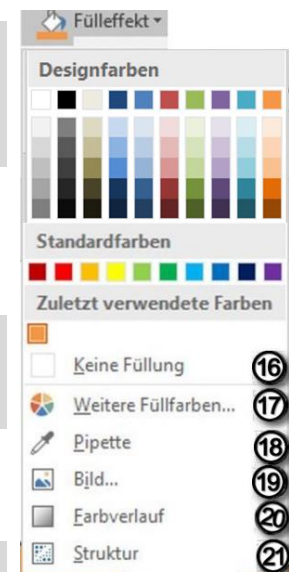 Fülleffekt
Designfarben
Standardfarben
Zuletzt verwendete Farben
Keine Füllung 16
Weitere Füllfarben... 17
Pipette 18
Bild... 19
Farbverlauf 20
Struktur 21